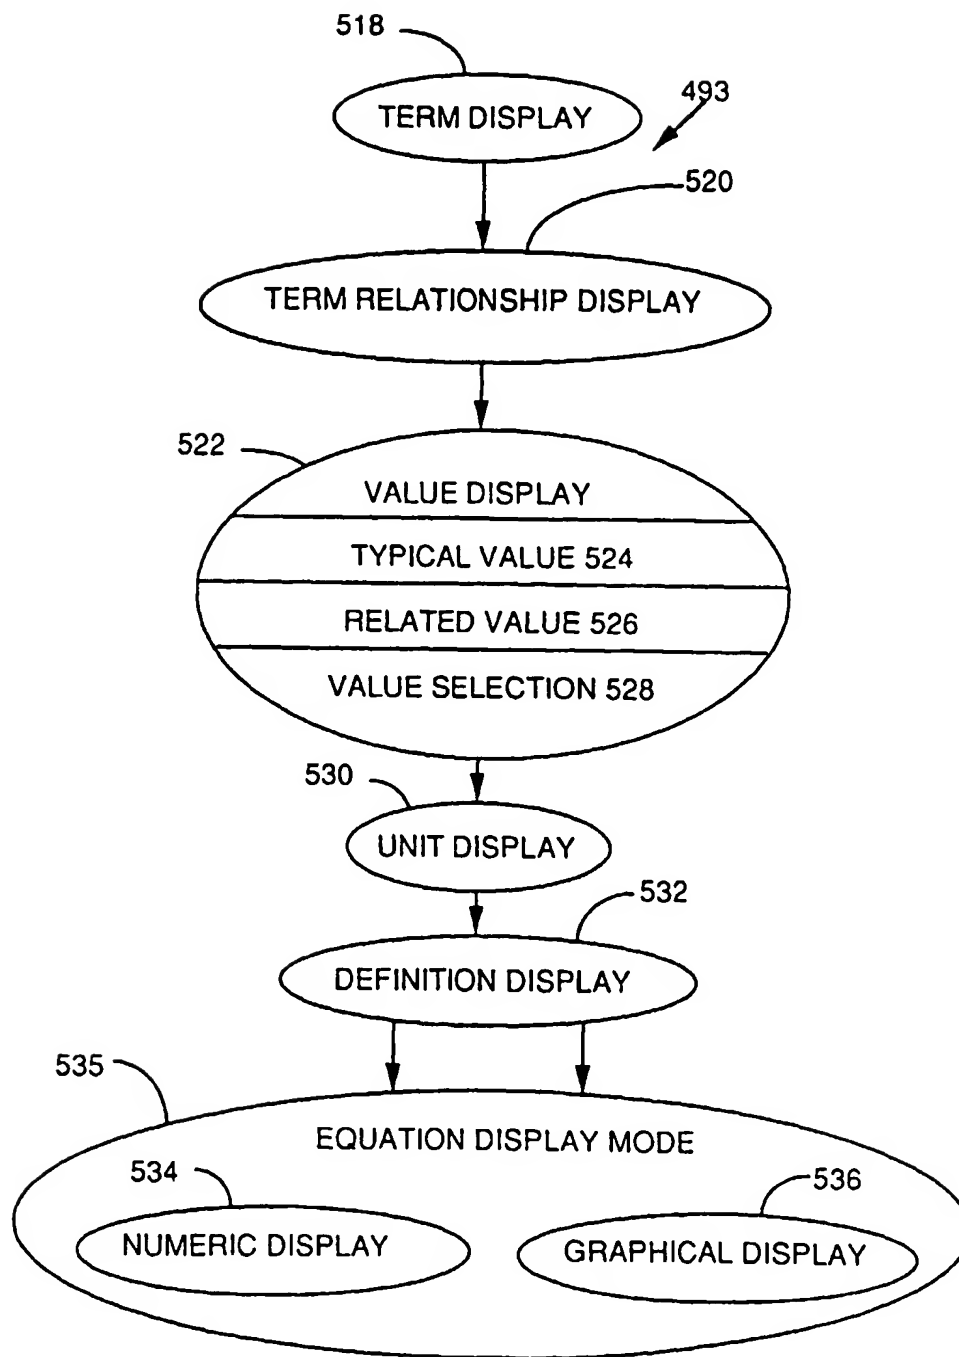 518
TERM DISPLAY
493
520
TERM RELATIONSHIP DISPLAY
522
VALUE DISPLAY
TYPICAL VALUE 524
RELATED VALUE 526
VALUE SELECTION 528
530
UNIT DISPLAY
532
DEFINITION DISPLAY
535
EQUATION DISPLAY MODE
534
536
NUMERIC DISPLAY
GRAPHICAL DISPLAY